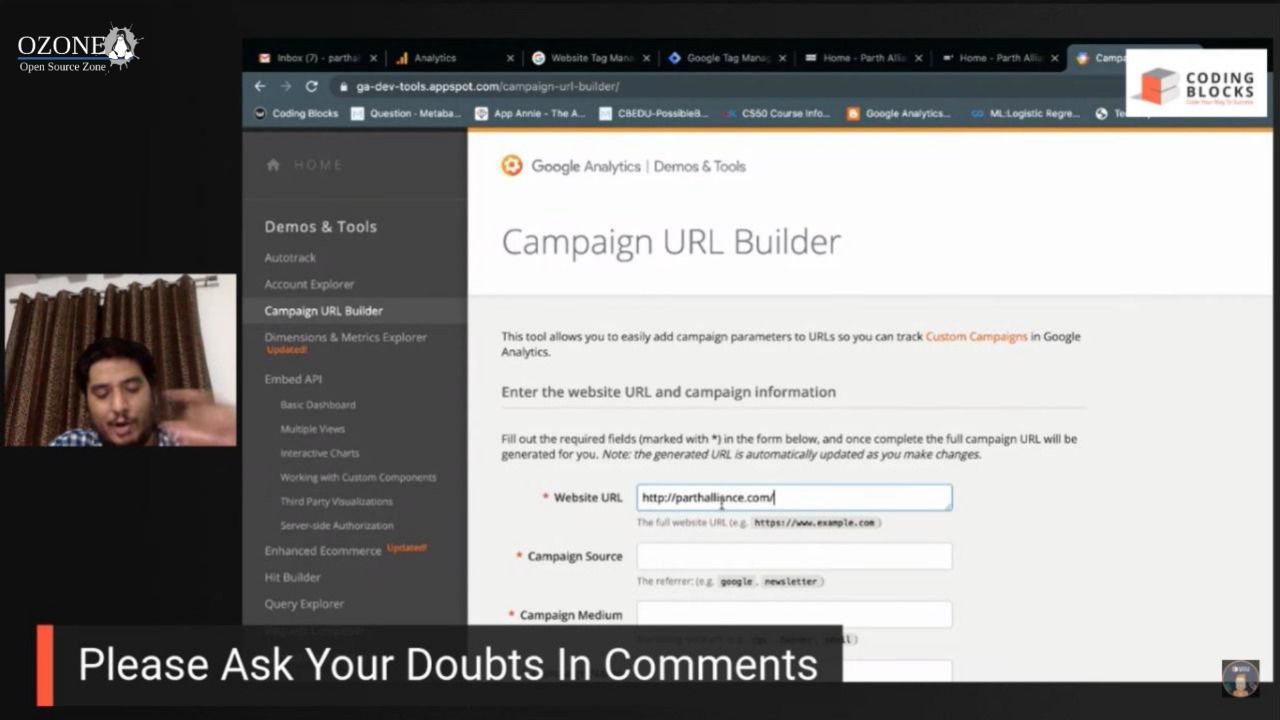 OZONE
Open Source Zone
Inbox (7) - partha
Analytics
Website Tag Mana
Google Tag Manag
Home - Parth Allia
Home - Parth Allia
Campa
CODING
BLOCKS
Code Your Way To Success
ga-dev-tools.appspot.com/campaign-url-builder/
Coding Blocks
Question - Metaba...
App Annie - The A...
CBEDU-PossibleB...
CS50 Course Info...
Google Analytics...
ML:Logistic Regre...
HOME
Google Analytics | Demos & Tools
Demos & Tools
Autotrack
Account Explorer
Campaign URL Builder
Dimensions & Metrics Explorer
Updated!
Embed API
Basic Dashboard
Multiple Views
Interactive Charts
Working with Custom Components
Third Party Visualizations
Server-side Authorization
Enhanced Ecommerce Updated!
Hit Builder
Query Explorer
Campaign URL Builder
This tool allows you to easily add campaign parameters to URLs so you can track Custom Campaigns in Google
Analytics.
Enter the website URL and campaign information
Fill out the required fields (marked with *) in the form below, and once complete the full campaign URL will be
generated for you. Note: the generated URL is automatically updated as you make changes.
* Website URL http://parthalliance.com/
The full website URL (e.g. https://www.example.com )
* Campaign Source
The referrer: (e.g. google , newsletter )
* Campaign Medium
Please Ask Your Doubts In Comments